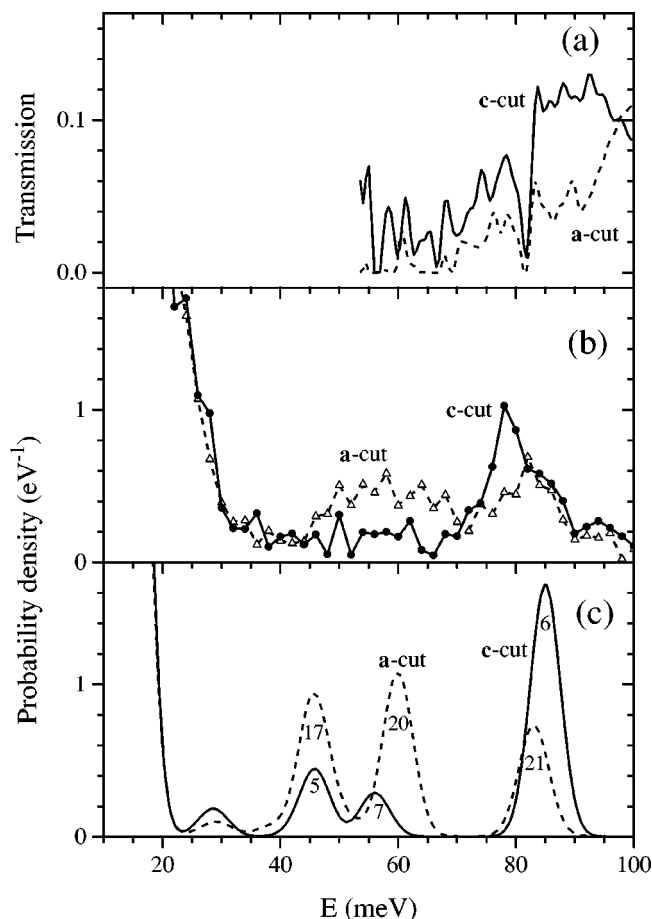 (a)
c-cut
0.1
Transmission
a-cut
0.0
(b)
c-cut
1
a-cut
0
Probability density (eV⁻¹)
(c)
6
a-cut
c-cut
1
17
20
21
5
7
0
20 40 60 80 100
E (meV)